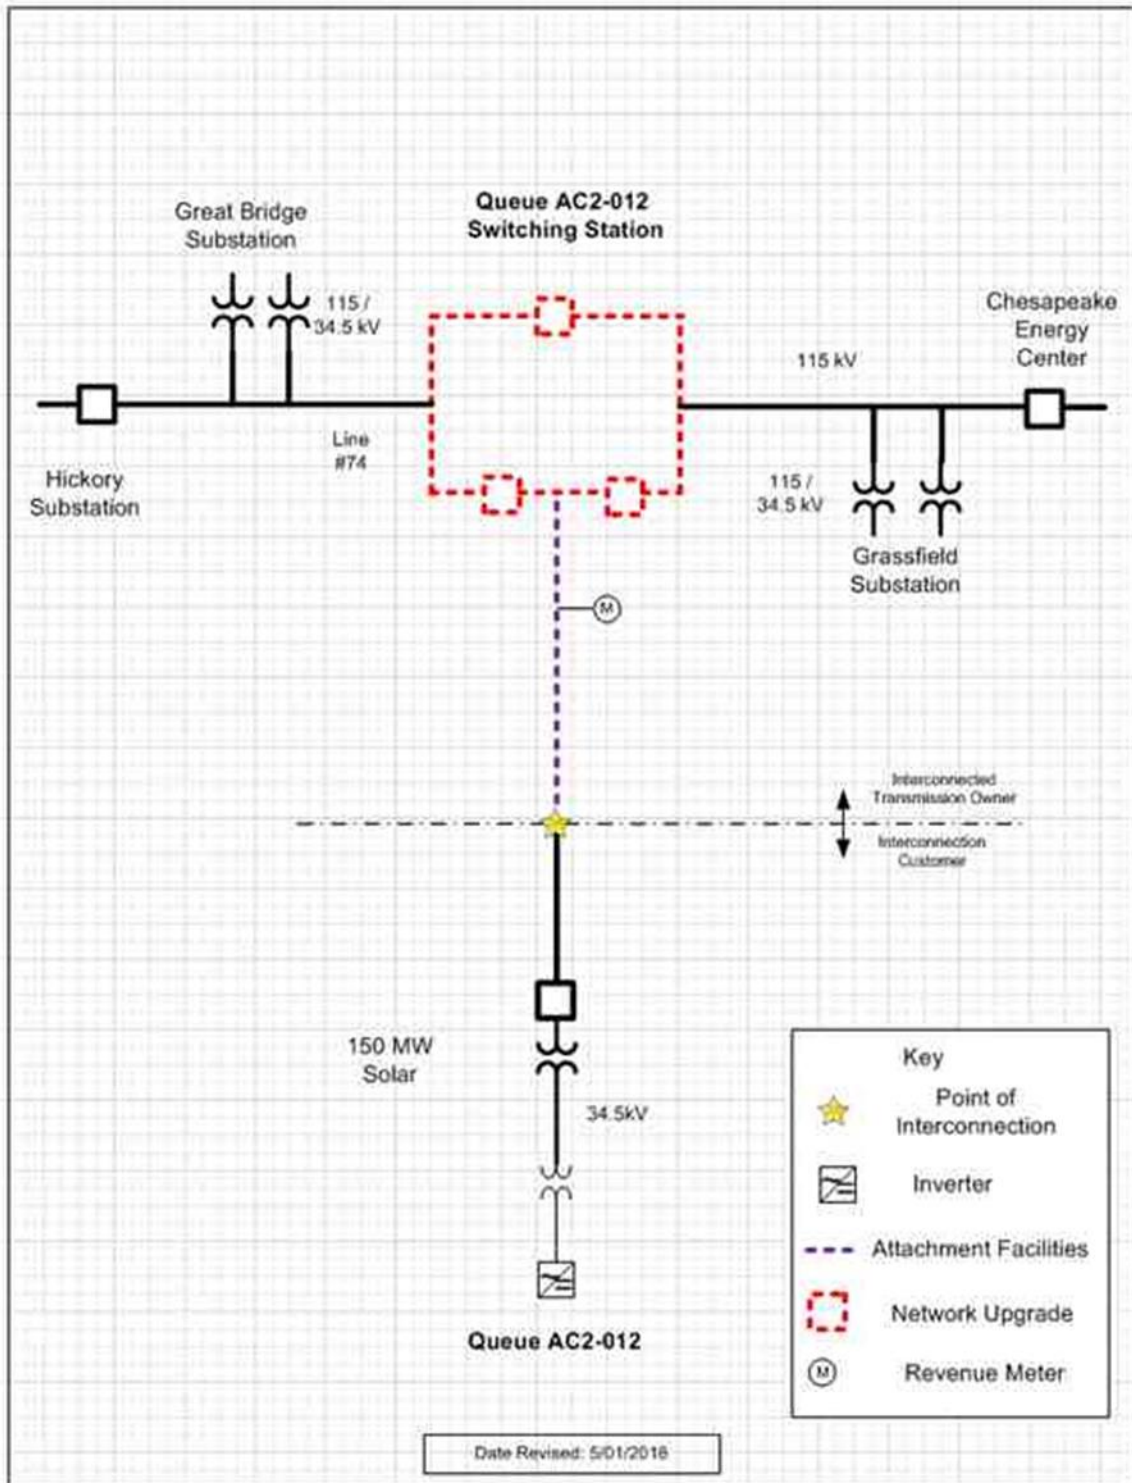 Queue AC2-012
Switching Station
Great Bridge
Substation
115 /
34.5 kV
Chesapeake
Energy
Center
115 kV
Line
#74
Hickory
Substation
115 /
34.5 kV
Grassfield
Substation
M
Interconnected
Transmission Owner
Interconnection
Customer
150 MW
Solar
34.5kV
Queue AC2-012
Key
Point of
Interconnection
Inverter
Attachment Facilities
Network Upgrade
M
Revenue Meter
Date Revised: 5/01/2018